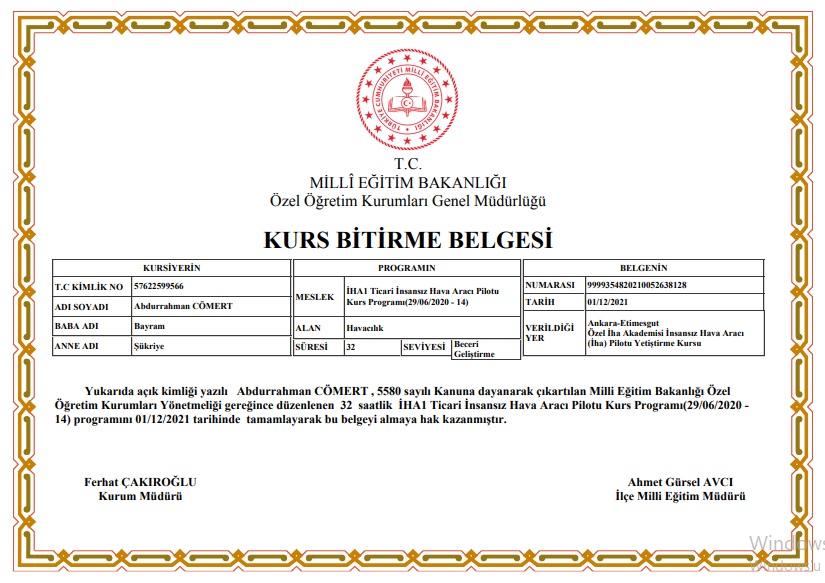 TÜRKİYE CUMHURİYETİ MİLLÎ EĞİTİM BAKANLIĞI
T.C.
MİLLÎ EĞİTİM BAKANLIĞI
Özel Öğretim Kurumları Genel Müdürlüğü
KURS BİTİRME BELGESİ
KURSİYERİN
T.C KİMLİK NO 57622599566
ADI SOYADI Abdurrahman CÖMERT
BABA ADI Bayram
ANNE ADI Şükriye
PROGRAMIN
MESLEK İHA1 Ticari İnsansız Hava Aracı Pilotu
Kurs Programı(29/06/2020 - 14)
ALAN Havacılık
SÜRESİ 32 SEVİYESİ Beceri
Geliştirme
BELGENİN
NUMARASI 9999354820210052638128
TARİH 01/12/2021
VERİLDİĞİ YER Ankara-Etimesgut
Özel İha Akademisi İnsansız Hava Aracı
(İha) Pilotu Yetiştirme Kursu
Yukarıda açık kimliği yazılı Abdurrahman CÖMERT , 5580 sayılı Kanuna dayanarak çıkartılan Milli Eğitim Bakanlığı Özel
Öğretim Kurumları Yönetmeliği gereğince düzenlenen 32 saatlik İHA1 Ticari İnsansız Hava Aracı Pilotu Kurs Programı(29/06/2020 -
14) programını 01/12/2021 tarihinde tamamlayarak bu belgeyi almaya hak kazanmıştır.
Ferhat ÇAKIROĞLU
Kurum Müdürü
Ahmet Gürsel AVCI
İlçe Milli Eğitim Müdürü
Windows
Windows'u